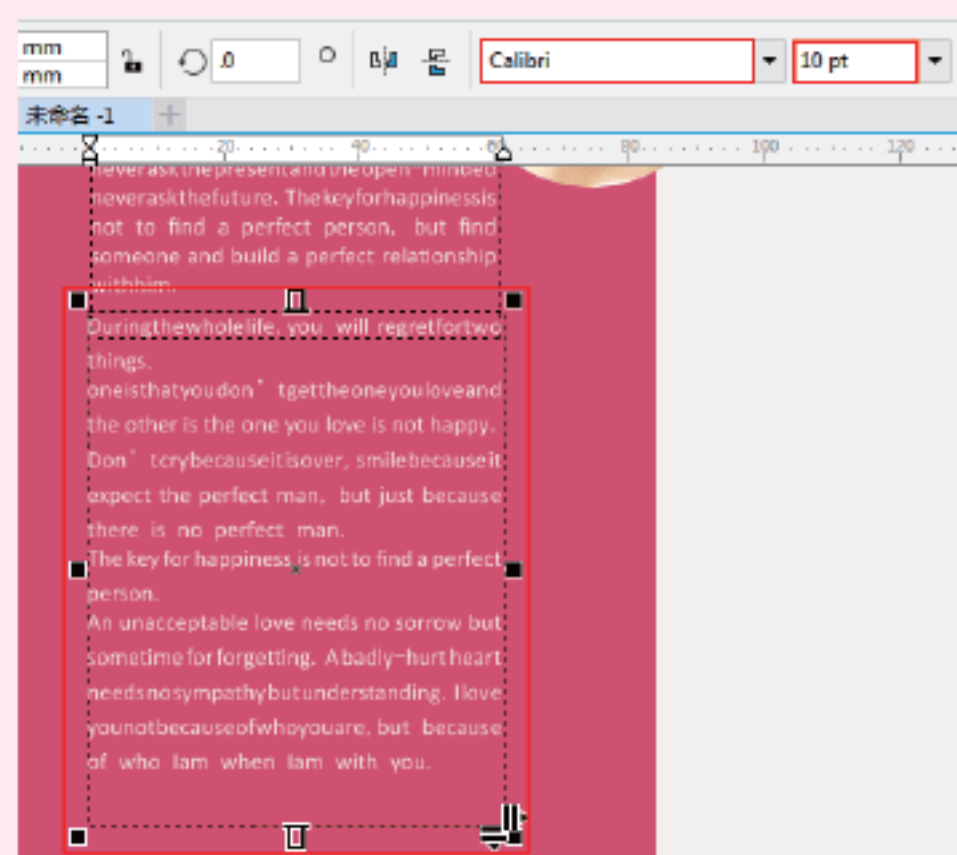 mm
mm
.0
Calibri
10 pt
未命名 -1
20 40 60 80 100 120
neveraskthepresentandtheopen-minded
neveraskthefuture. Thekeyforhappinessis
not to find a perfect person, but find
someone and build a perfect relationship
withhim.
Duringthewholelife, you will regretfortwo
things.
oneisthatyoudon' tgettheoneyouloveand
the other is the one you love is not happy.
Don' tcrybecauseitisover, smilebecauseit
expect the perfect man, but just because
there is no perfect man.
The key for happiness is not to find a perfect
person.
An unacceptable love needs no sorrow but
sometime for forgetting. Abadly-hurt heart
needsnosympathybutunderstanding. Ilove
younotbecauseofwhoyouare, but because
of who Iam when Iam with you.